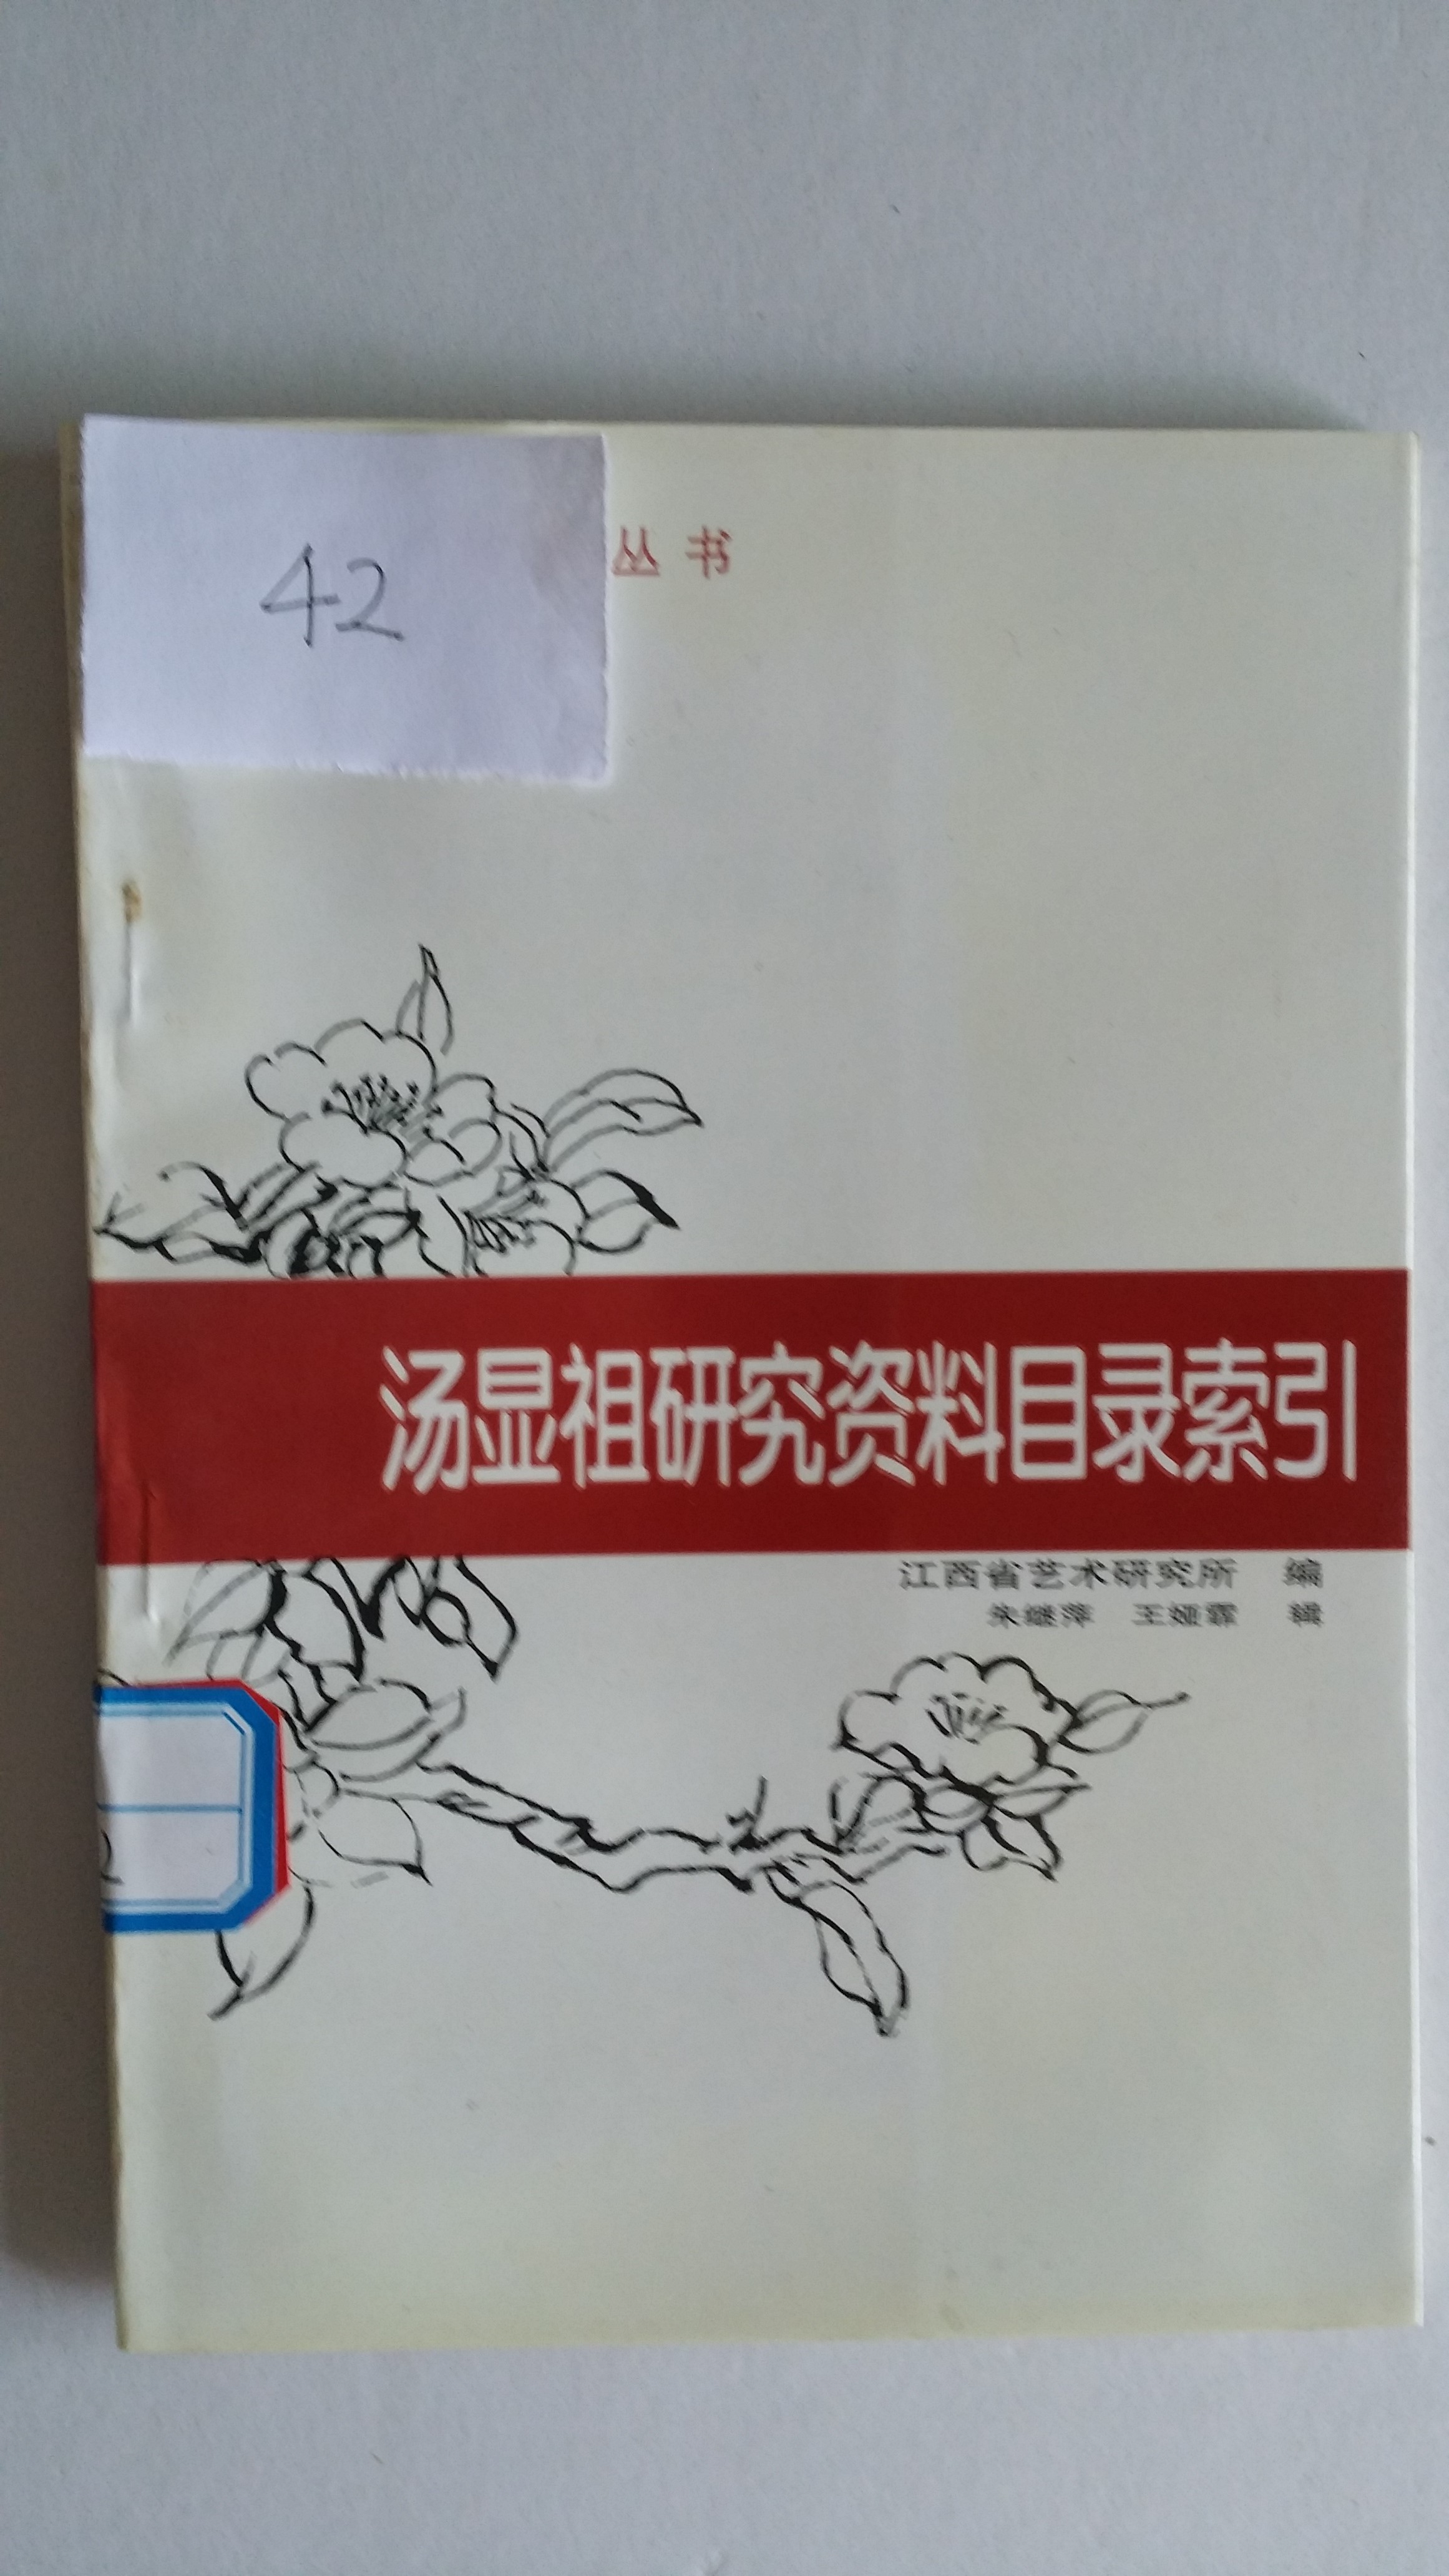 42
丛书
汤显祖研究资料目录索引
江西省艺术研究所 编
朱继萍 王娅霏 辑
2